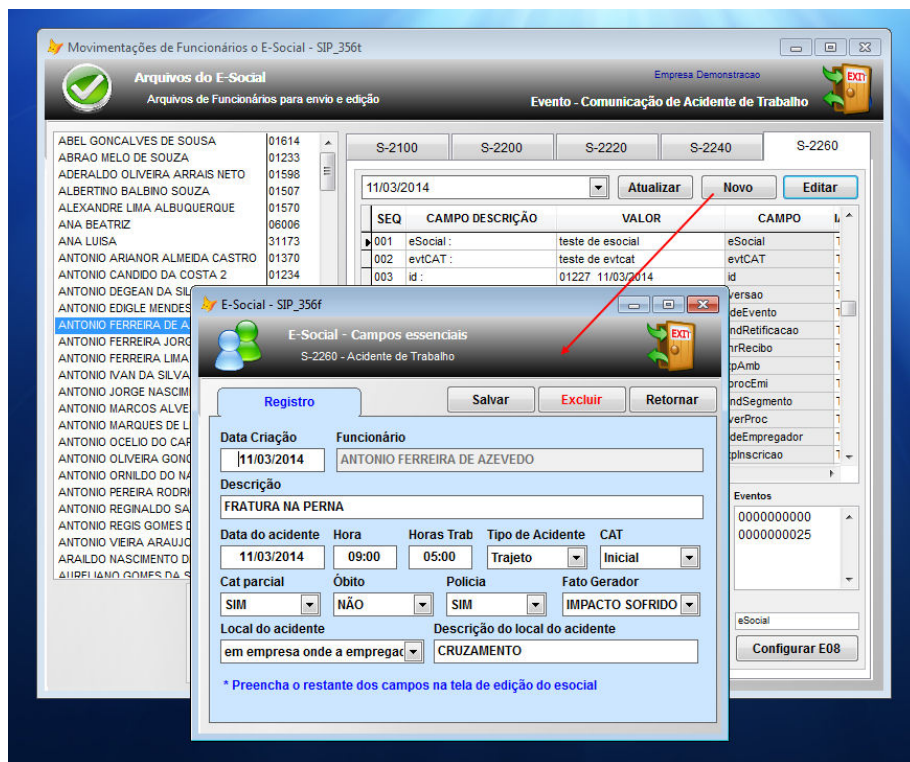 Movimentações de Funcionários o E-Social - SIP_356t
Arquivos do E-Social
Arquivos de Funcionários para envio e edição
Empresa Demonstracao
Evento - Comunicação de Acidente de Trabalho
EXIT
ABEL GONCALVES DE SOUSA 01614
ABRAO MELO DE SOUZA 01233
ADERALDO OLIVEIRA ARRAIS NETO 01598
ALBERTINO BALBINO SOUZA 01507
ALEXANDRE LIMA ALBUQUERQUE 01570
ANA BEATRIZ 06006
ANA LUISA 31173
ANTONIO ARIANOR ALMEIDA CASTRO 01370
ANTONIO CANDIDO DA COSTA 2 01234
ANTONIO DEGEAN DA
ANTONIO EDIGLE MENDES
ANTONIO FERREIRA DE
ANTONIO FERREIRA JORG
ANTONIO FERREIRA LIMA
ANTONIO IVAN DA SILVA
ANTONIO JORGE NASCIM
ANTONIO MARCOS ALVE
ANTONIO MARQUES DE
ANTONIO OCELIO DO CAR
ANTONIO OLIVEIRA GONC
ANTONIO ORNILDO DO NA
ANTONIO PEREIRA RODR
ANTONIO REGINALDO SA
ANTONIO REGIS GOMES
ANTONIO VIEIRA ARAUJO
ARAILDO NASCIMENTO D
AURELIANO GOMES DA S
S-2100 S-2200 S-2220 S-2240 S-2260
11/03/2014 Atualizar Novo Editar
SEQ CAMPO DESCRIÇÃO VALOR CAMPO
001 eSocial : teste de esocial eSocial
002 evtCAT : teste de evtcat evtCAT
003 id : 01227 11/03/2014 id
versao
deEvento
ndRetificacao
nrRecibo
tpAmb
procEmi
ndSegmento
verProc
deEmpregador
tpInscricao
Eventos
0000000000
0000000025
eSocial
Configurar E08
E-Social - SIP_356f
E-Social - Campos essenciais
S-2260 - Acidente de Trabalho
EXIT
Registro Salvar Excluir Retornar
Data Criação Funcionário
11/03/2014 ANTONIO FERREIRA DE AZEVEDO
Descrição
FRATURA NA PERNA
Data do acidente Hora Horas Trab Tipo de Acidente CAT
11/03/2014 09:00 05:00 Trajeto Inicial
Cat parcial Óbito Policia Fato Gerador
SIM NÃO SIM IMPACTO SOFRIDO
Local do acidente Descrição do local do acidente
em empresa onde a empregac CRUZAMENTO
* Preencha o restante dos campos na tela de edição do esocial